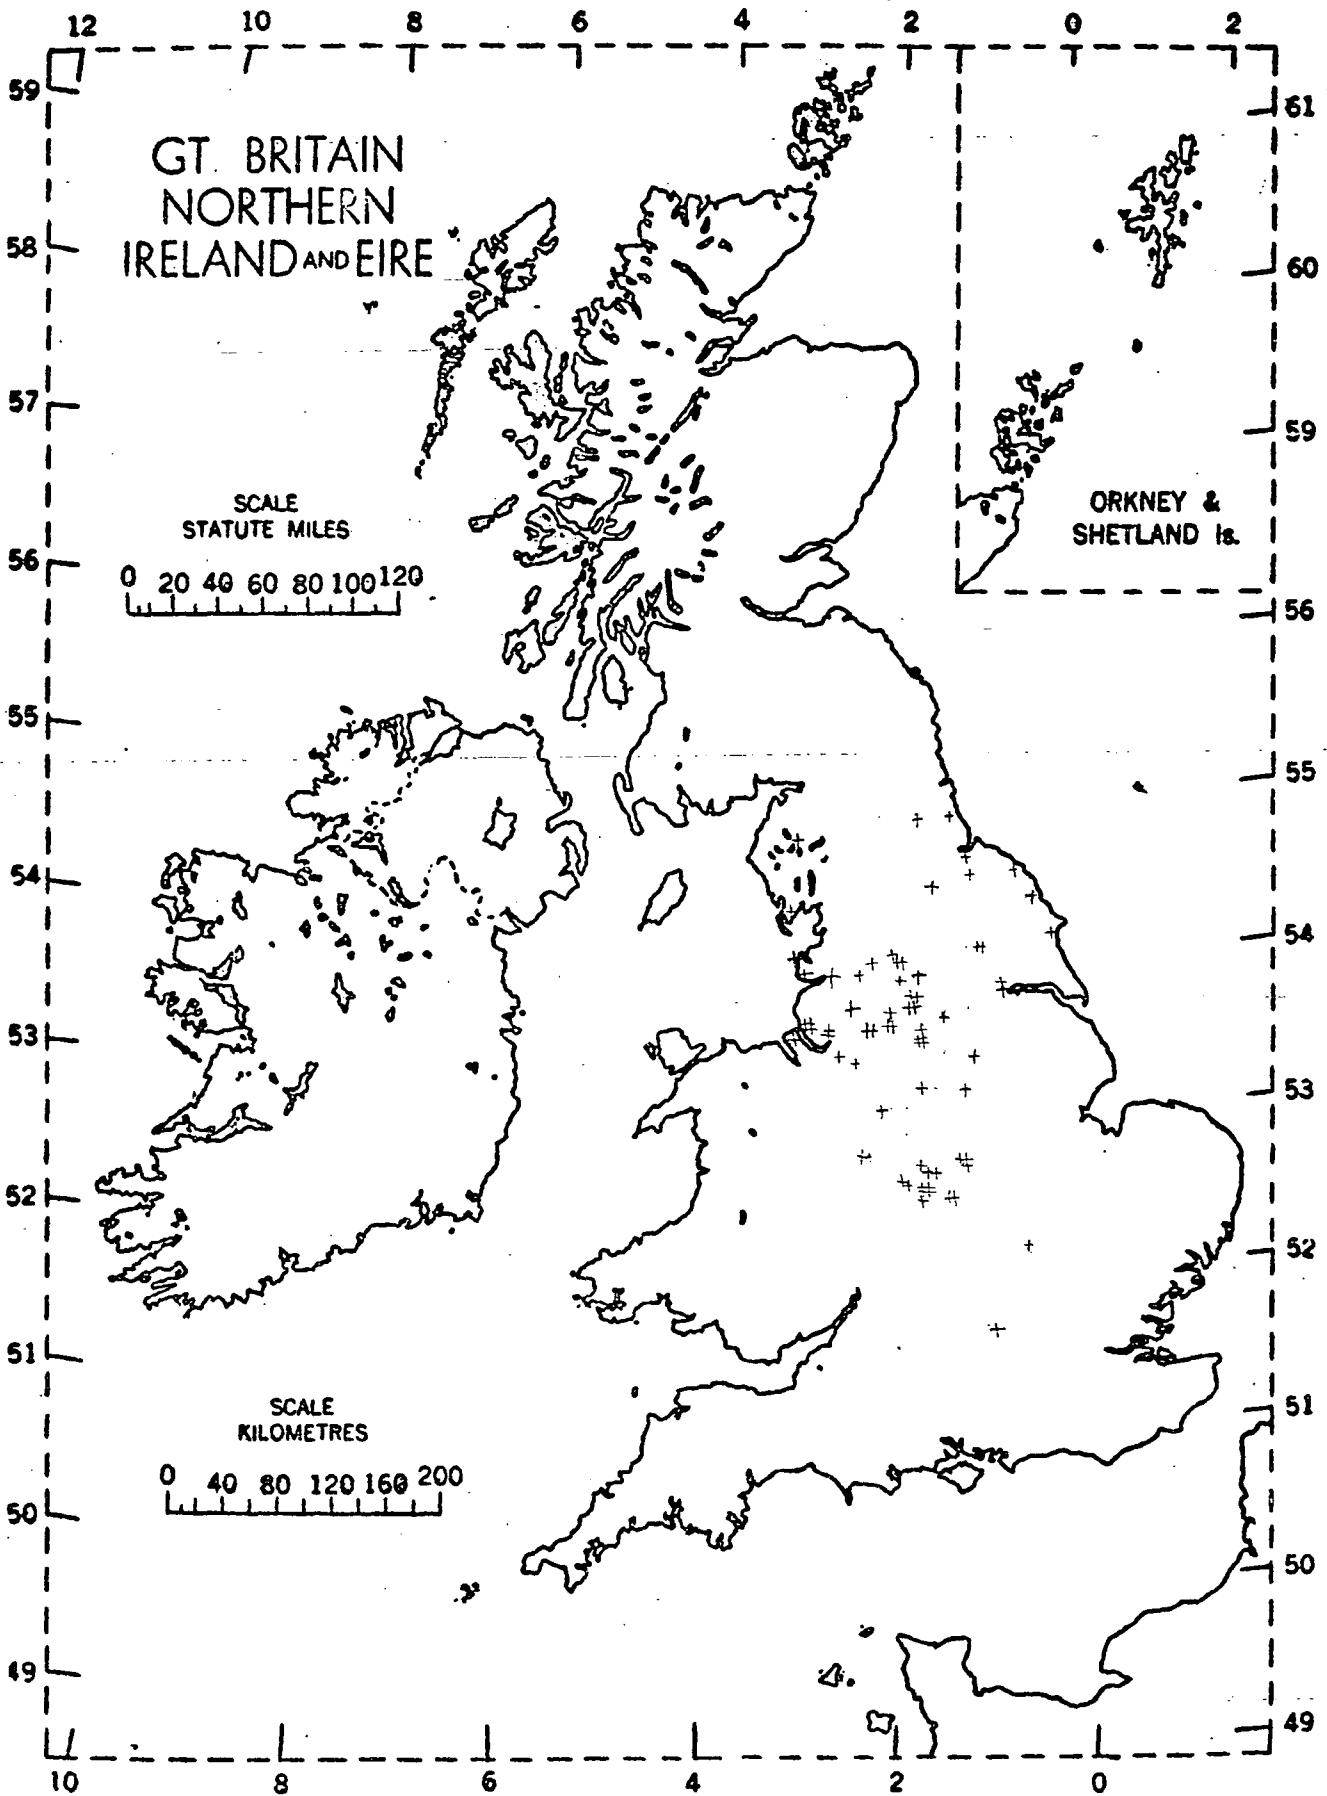 12 10 8 6 4 2 0 2
59
61
GT. BRITAIN
NORTHERN
IRELAND AND EIRE
58
60
57
59
SCALE
STATUTE MILES
ORKNEY &
SHETLAND Is.
56
0 20 40 60 80 100 120
56
55
55
54
54
53
53
52
52
51
51
SCALE
KILOMETRES
0 40 80 120 160 200
50
50
49
49
10 8 6 4 2 0